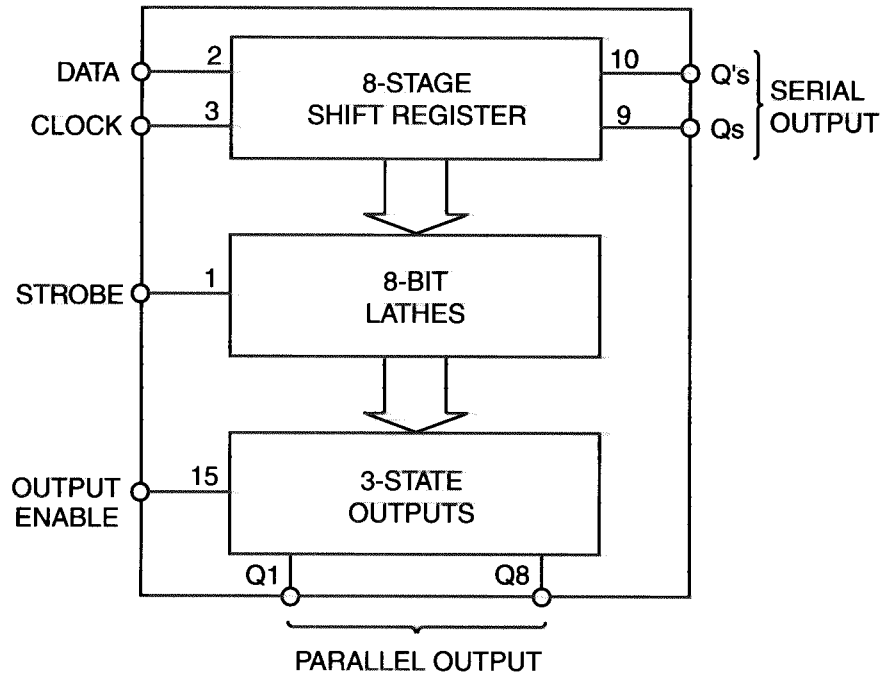 DATA
2
CLOCK
3
8-STAGE
SHIFT REGISTER
10
Q's
9
Qs
SERIAL
OUTPUT
STROBE
1
8-BIT
LATHES
OUTPUT
ENABLE
15
3-STATE
OUTPUTS
Q1
Q8
PARALLEL OUTPUT